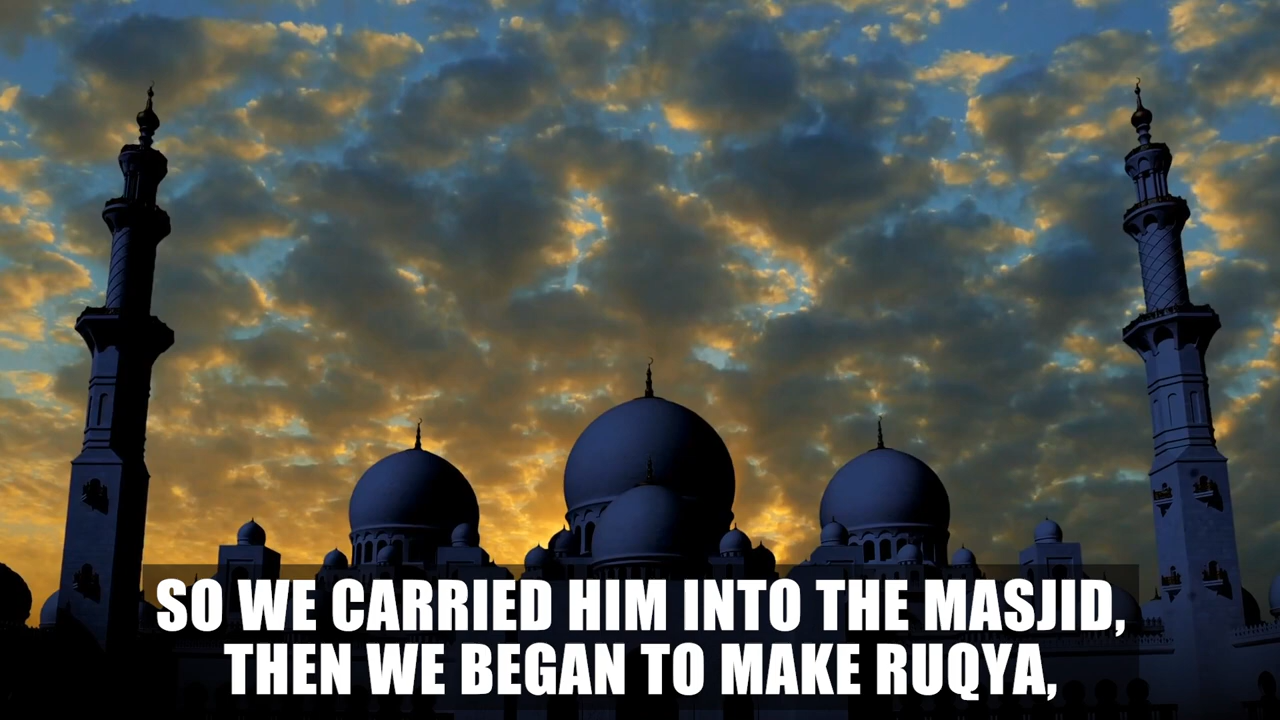 SO WE CARRIED HIM INTO THE MASJID,
THEN WE BEGAN TO MAKE RUQYA,